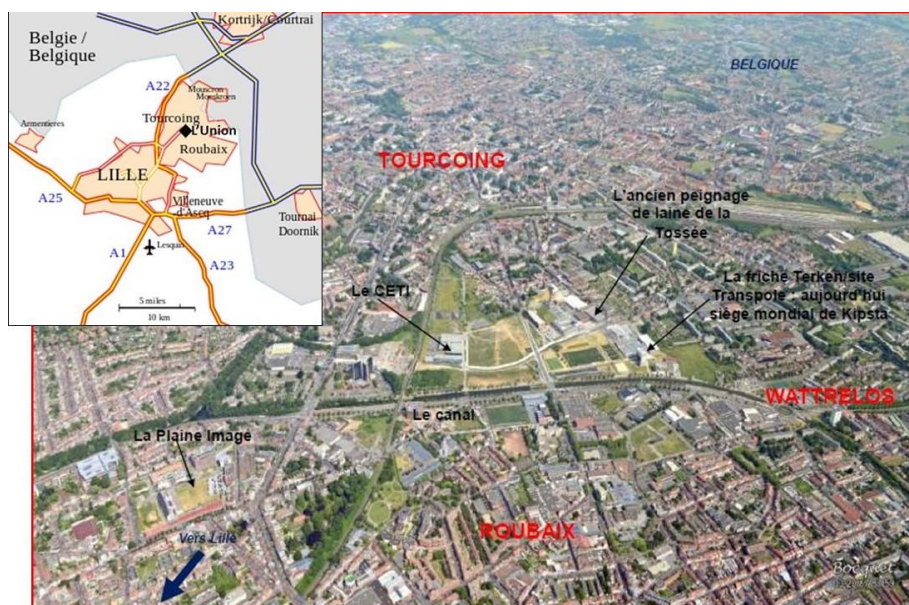 Kortrijk/Courtrai
Belgie /
Belgique
A22
Mouscron
Moeskroen
Armentieres
Tourcoing
L'Union
Roubaix
LILLE
A25
Villeneuve
d'Ascq
A27
Tournai
Doornik
A1
Lesquin
A23
5 miles
10 km
BELGIQUE
TOURCOING
L'ancien peignage
de laine de la
Tossée
Le CETI
La friche Terken/site
Transpole : aujourd'hui
siège mondial de Kipsta
WATTRELOS
Le canal
La Plaine Image
ROUBAIX
Vers Lille
Bocquet